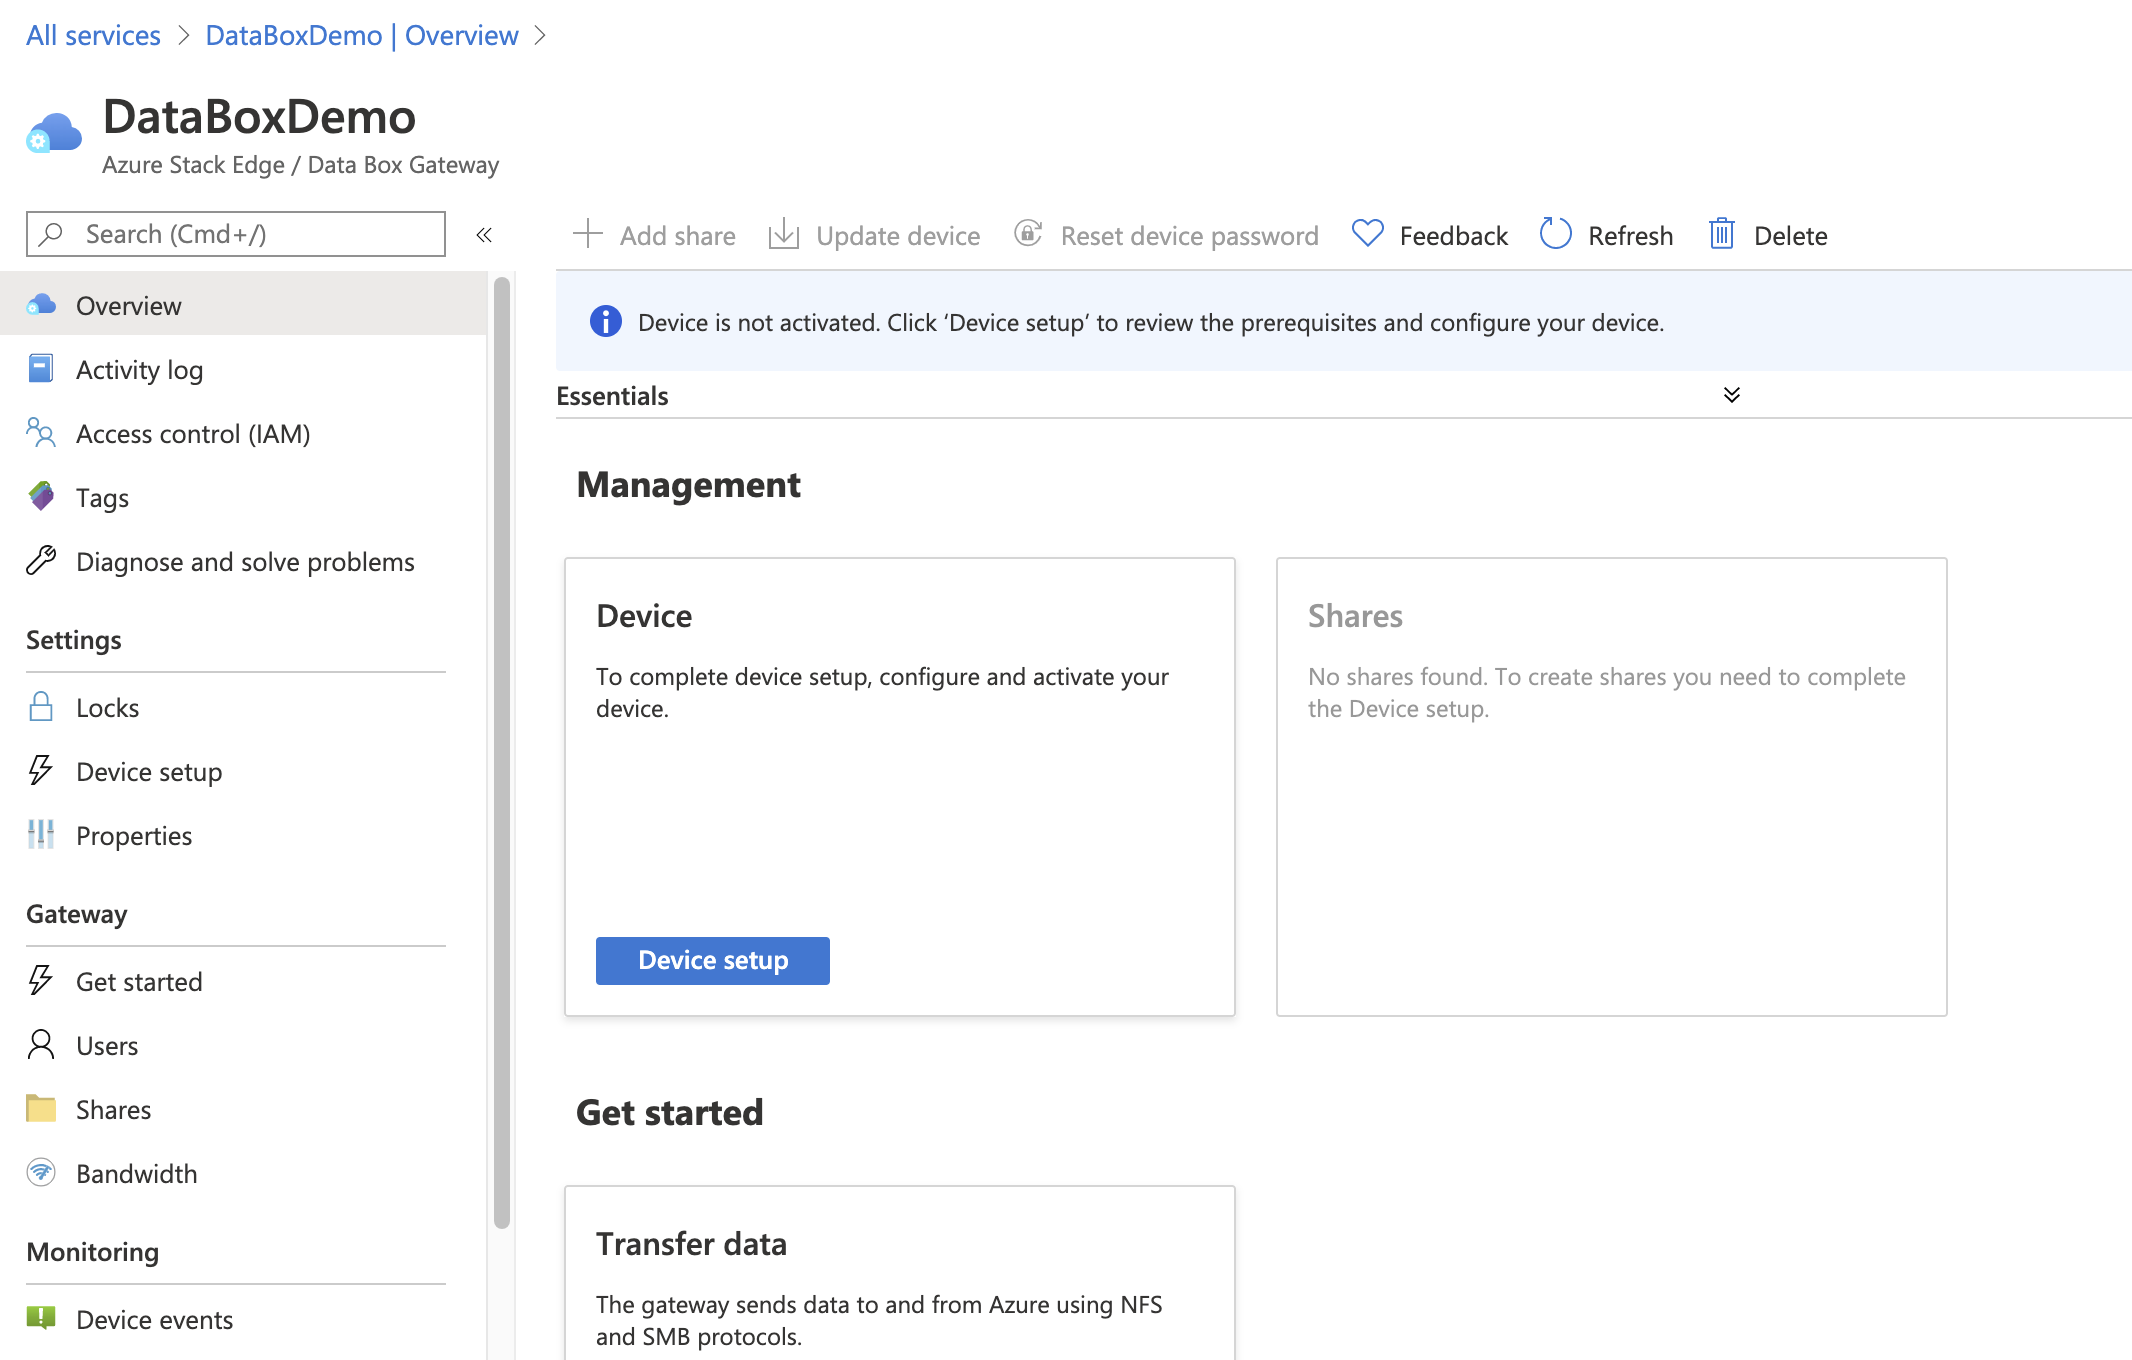 All services > DataBoxDemo | Overview >
DataBoxDemo
Azure Stack Edge / Data Box Gateway
Search (Cmd+/)
Overview
Activity log
Access control (IAM)
Tags
Diagnose and solve problems
Settings
Locks
Device setup
Properties
Gateway
Get started
Users
Shares
Bandwidth
Monitoring
Device events
Add share Update device Reset device password Feedback Refresh Delete
Device is not activated. Click ‘Device setup’ to review the prerequisites and configure your device.
Essentials
Management
Device
To complete device setup, configure and activate your
device.
Device setup
Shares
No shares found. To create shares you need to complete
the Device setup.
Get started
Transfer data
The gateway sends data to and from Azure using NFS
and SMB protocols.